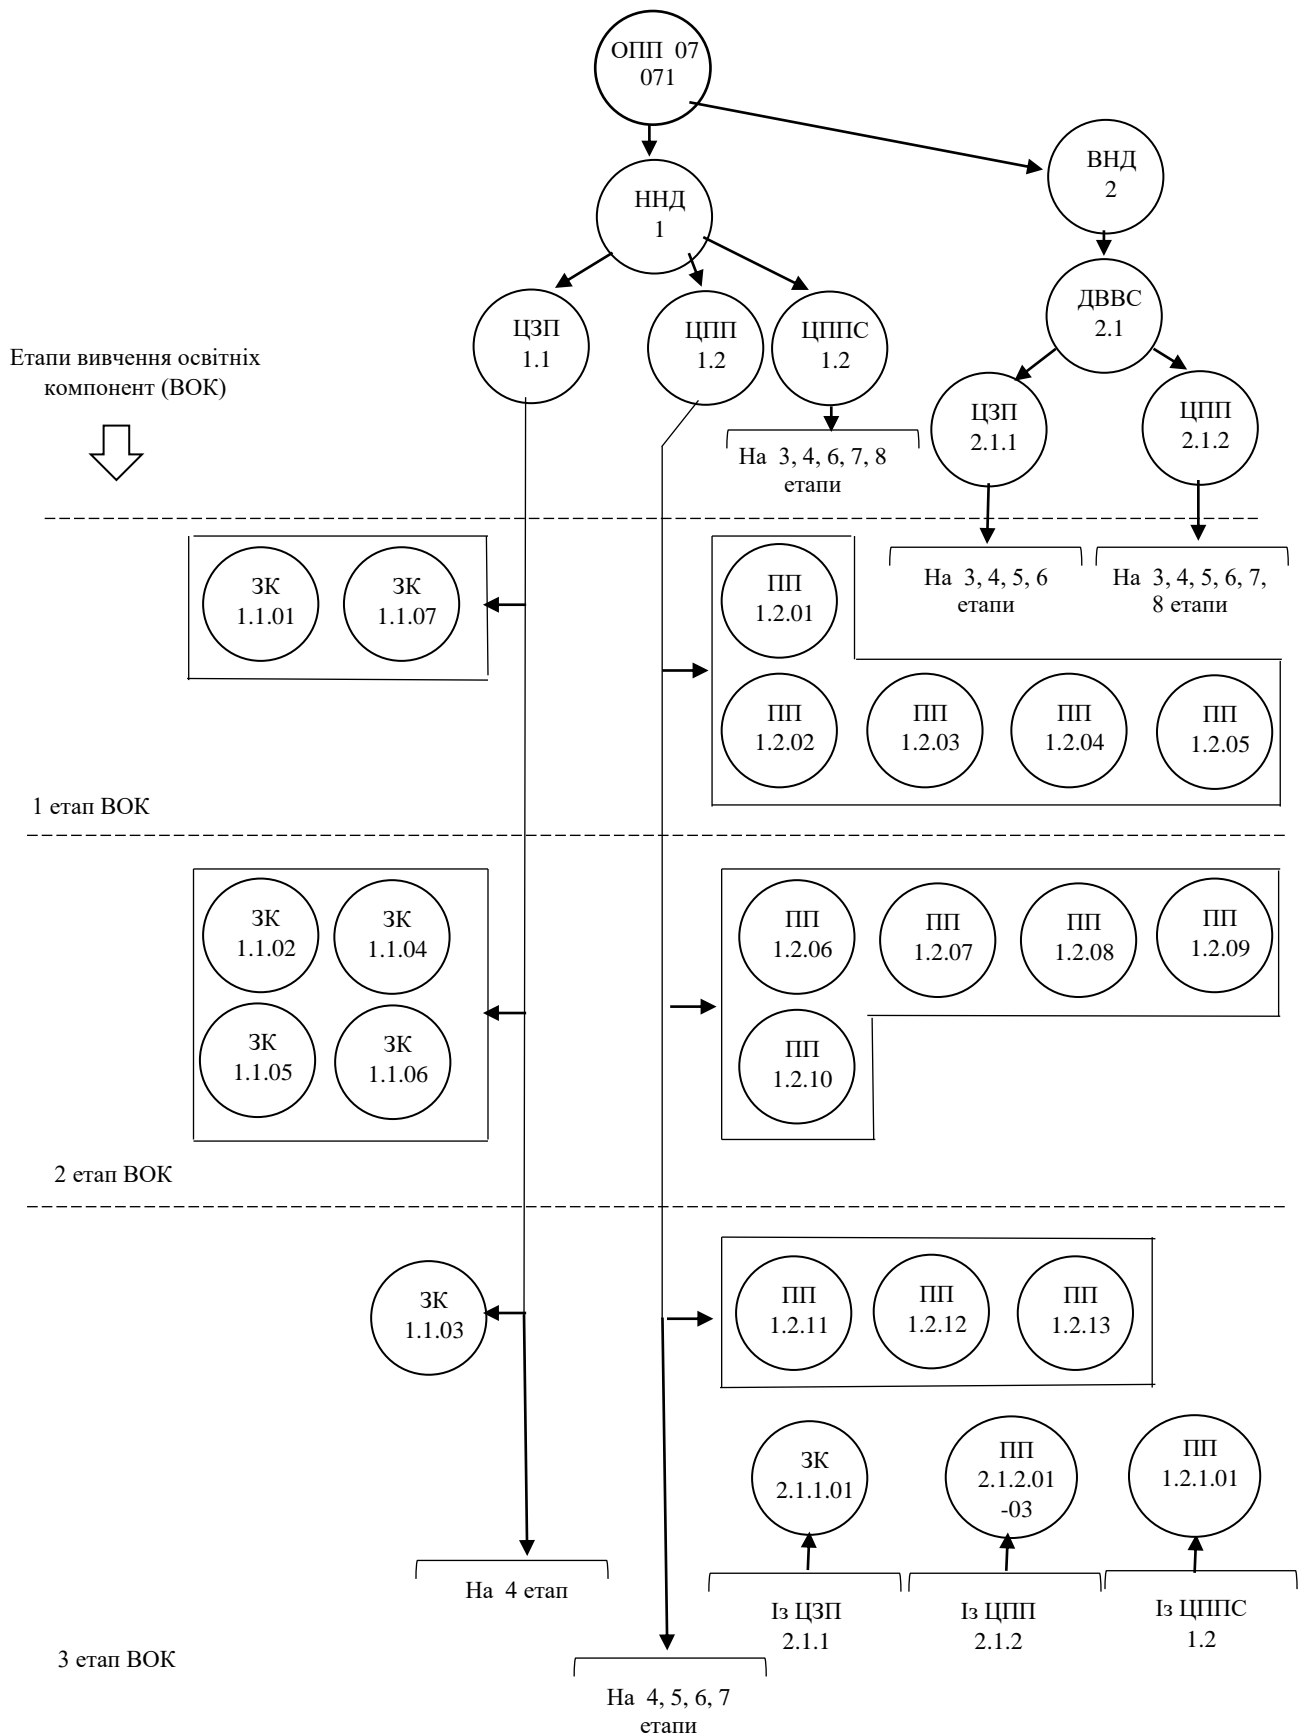 ОПП 07
071
ВНД
2
ННД
1
ДВВС
2.1
ЦЗП
1.1
ЦПП
1.2
ЦППС
1.2
Етапи вивчення освітніх
компонент (ВОК)
ЦЗП
2.1.1
ЦПП
2.1.2
На 3, 4, 6, 7, 8
етапи
ЗК
1.1.01
ЗК
1.1.07
ПП
1.2.01
На 3, 4, 5, 6
етапи
На 3, 4, 5, 6, 7,
8 етапи
ПП
1.2.02
ПП
1.2.03
ПП
1.2.04
ПП
1.2.05
1 етап ВОК
ЗК
1.1.02
ЗК
1.1.04
ПП
1.2.06
ПП
1.2.07
ПП
1.2.08
ПП
1.2.09
ЗК
1.1.05
ЗК
1.1.06
ПП
1.2.10
2 етап ВОК
ЗК
1.1.03
ПП
1.2.11
ПП
1.2.12
ПП
1.2.13
ЗК
2.1.1.01
ПП
2.1.2.01
-03
ПП
1.2.1.01
На 4 етап
Із ЦЗП
2.1.1
Із ЦПП
2.1.2
Із ЦППС
1.2
3 етап ВОК
На 4, 5, 6, 7
етапи